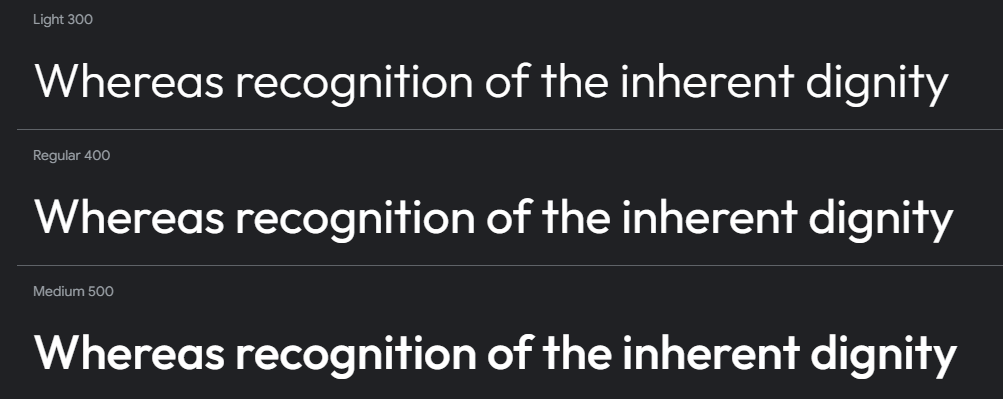 Light 300
Whereas recognition of the inherent dignity
Regular 400
Whereas recognition of the inherent dignity
Medium 500
Whereas recognition of the inherent dignity